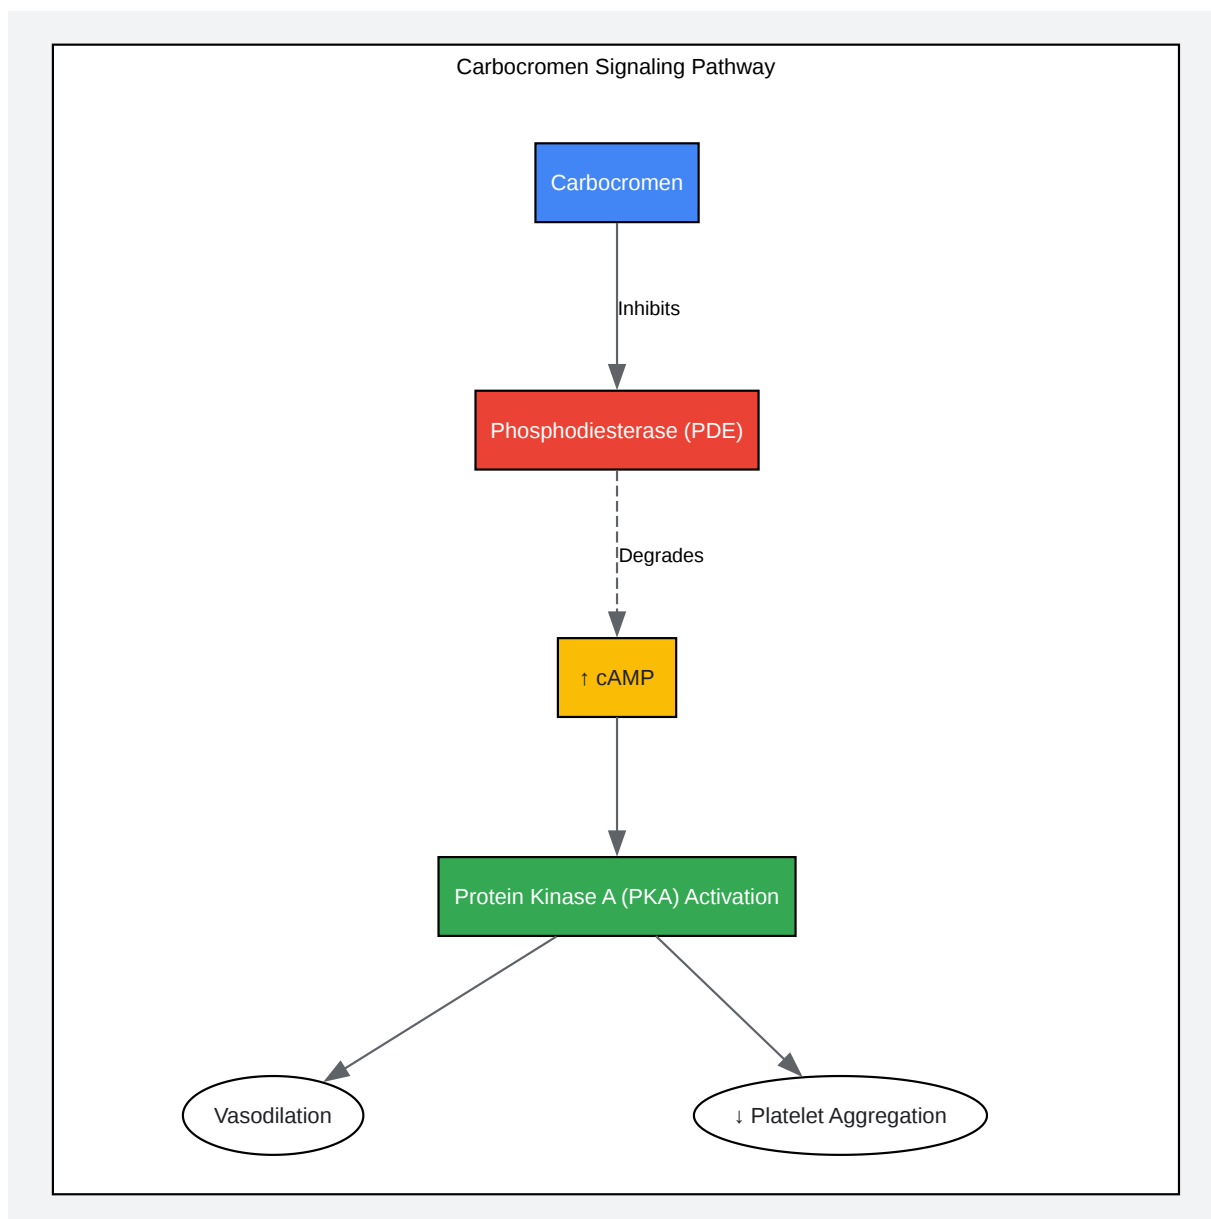 Carbocromen Signaling Pathway
Carbocromen
Inhibits
Phosphodiesterase (PDE)
Degrades
↑ cAMP
Protein Kinase A (PKA) Activation
Vasodilation
↓ Platelet Aggregation